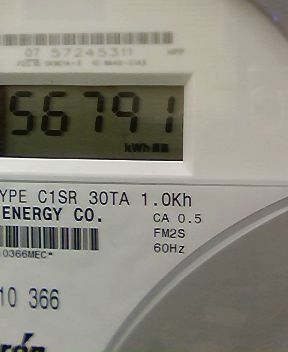 07 57245311
56791
kWh
YPE C1SR 30TA 1.0Kh
ENERGY CO.
CA 0.5
FM2S
60Hz
0366MEC*
10 366
rón